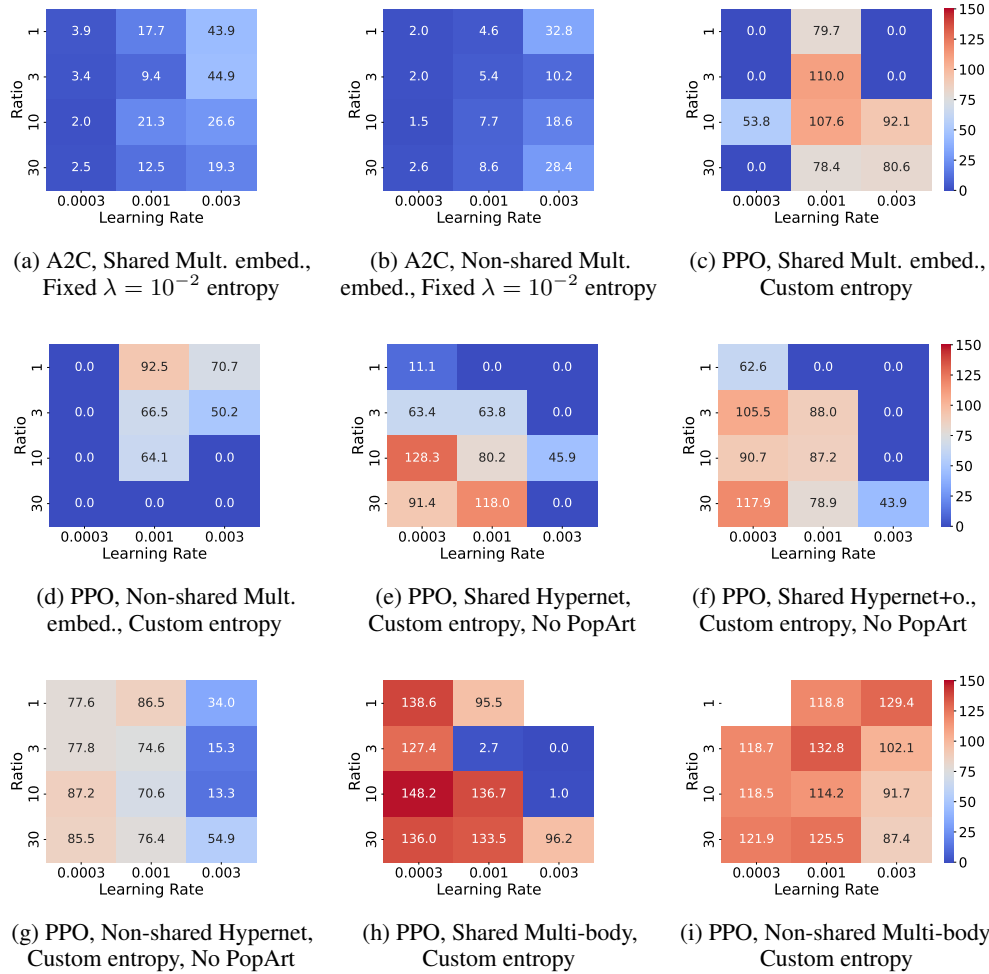 1 3.9 17.7 43.9
3 3.4 9.4 44.9
10 2.0 21.3 26.6
30 2.5 12.5 19.3
Ratio
0.0003 0.001 0.003
Learning Rate
(a) A2C, Shared Mult. embed.,
Fixed λ = 10⁻² entropy
1 2.0 4.6 32.8
3 2.0 5.4 10.2
10 1.5 7.7 18.6
30 2.6 8.6 28.4
Ratio
0.0003 0.001 0.003
Learning Rate
(b) A2C, Non-shared Mult.
embed., Fixed λ = 10⁻² entropy
1 0.0 79.7 0.0
3 0.0 110.0 0.0
10 53.8 107.6 92.1
30 0.0 78.4 80.6
Ratio
0.0003 0.001 0.003
Learning Rate
150
125
100
75
50
25
0
(c) PPO, Shared Mult. embed.,
Custom entropy
1 0.0 92.5 70.7
3 0.0 66.5 50.2
10 0.0 64.1 0.0
30 0.0 0.0 0.0
Ratio
0.0003 0.001 0.003
Learning Rate
(d) PPO, Non-shared Mult.
embed., Custom entropy
1 11.1 0.0 0.0
3 63.4 63.8 0.0
10 128.3 80.2 45.9
30 91.4 118.0 0.0
Ratio
0.0003 0.001 0.003
Learning Rate
(e) PPO, Shared Hypernet,
Custom entropy, No PopArt
1 62.6 0.0 0.0
3 105.5 88.0 0.0
10 90.7 87.2 0.0
30 117.9 78.9 43.9
Ratio
0.0003 0.001 0.003
Learning Rate
150
125
100
75
50
25
0
(f) PPO, Shared Hypernet+o.,
Custom entropy, No PopArt
1 77.6 86.5 34.0
3 77.8 74.6 15.3
10 87.2 70.6 13.3
30 85.5 76.4 54.9
Ratio
0.0003 0.001 0.003
Learning Rate
(g) PPO, Non-shared Hypernet,
Custom entropy, No PopArt
1 138.6 95.5
3 127.4 2.7 0.0
10 148.2 136.7 1.0
30 136.0 133.5 96.2
Ratio
0.0003 0.001 0.003
Learning Rate
(h) PPO, Shared Multi-body,
Custom entropy
1 118.8 129.4
3 118.7 132.8 102.1
10 118.5 114.2 91.7
30 121.9 125.5 87.4
Ratio
0.0003 0.001 0.003
Learning Rate
150
125
100
75
50
25
0
(i) PPO, Non-shared Multi-body
Custom entropy